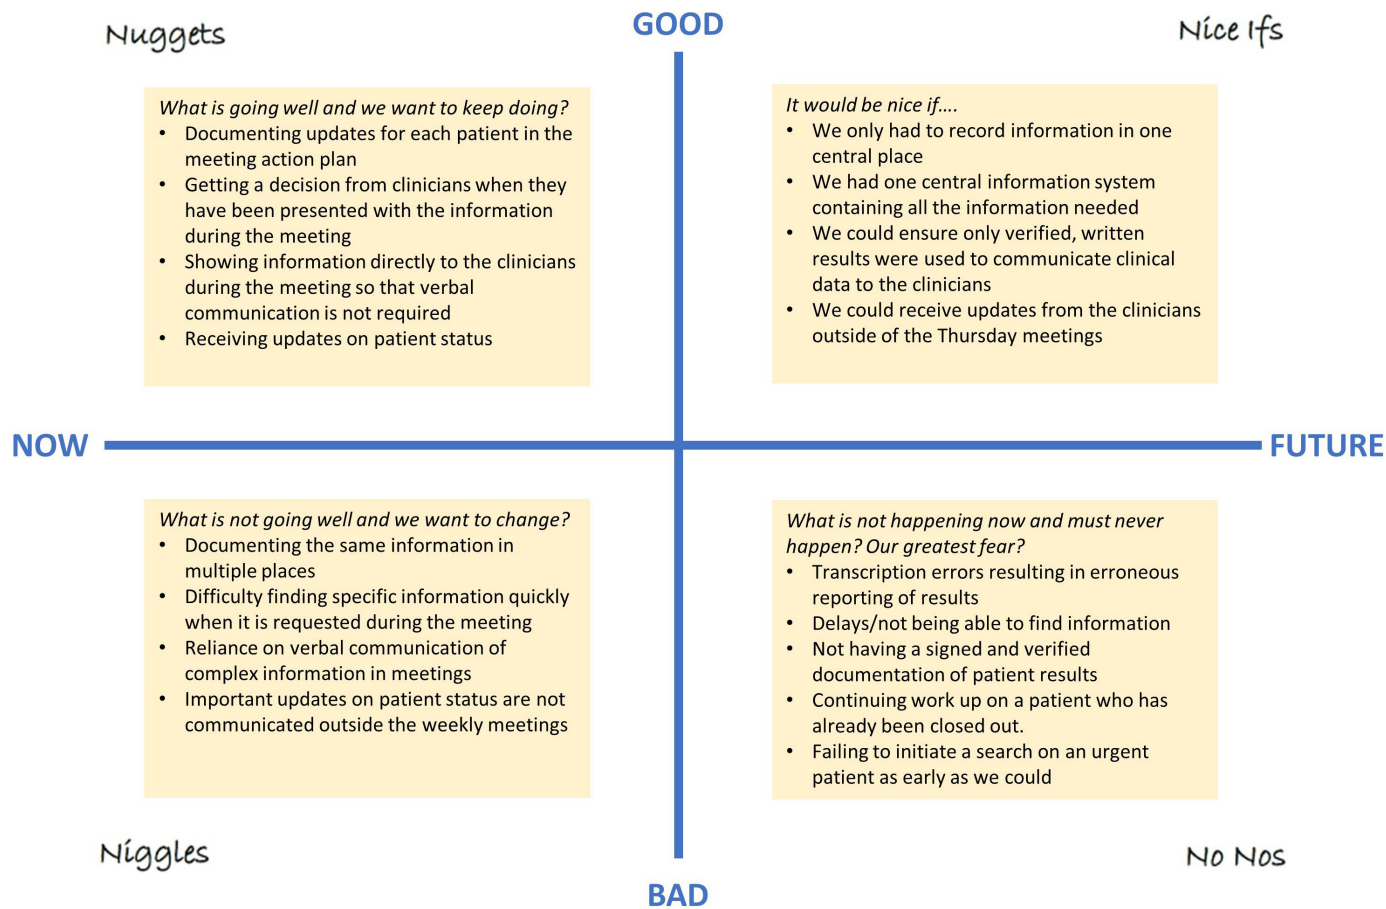 GOOD
Nuggets
Nice Ifs
What is going well and we want to keep doing?
• Documenting updates for each patient in the
meeting action plan
• Getting a decision from clinicians when they
have been presented with the information
during the meeting
• Showing information directly to the clinicians
during the meeting so that verbal
communication is not required
• Receiving updates on patient status
It would be nice if....
• We only had to record information in one
central place
• We had one central information system
containing all the information needed
• We could ensure only verified, written
results were used to communicate clinical
data to the clinicians
• We could receive updates from the clinicians
outside of the Thursday meetings
NOW
FUTURE
What is not going well and we want to change?
• Documenting the same information in
multiple places
• Difficulty finding specific information quickly
when it is requested during the meeting
• Reliance on verbal communication of
complex information in meetings
• Important updates on patient status are not
communicated outside the weekly meetings
What is not happening now and must never
happen? Our greatest fear?
• Transcription errors resulting in erroneous
reporting of results
• Delays/not being able to find information
• Not having a signed and verified
documentation of patient results
• Continuing work up on a patient who has
already been closed out.
• Failing to initiate a search on an urgent
patient as early as we could
Niggles
No Nos
BAD